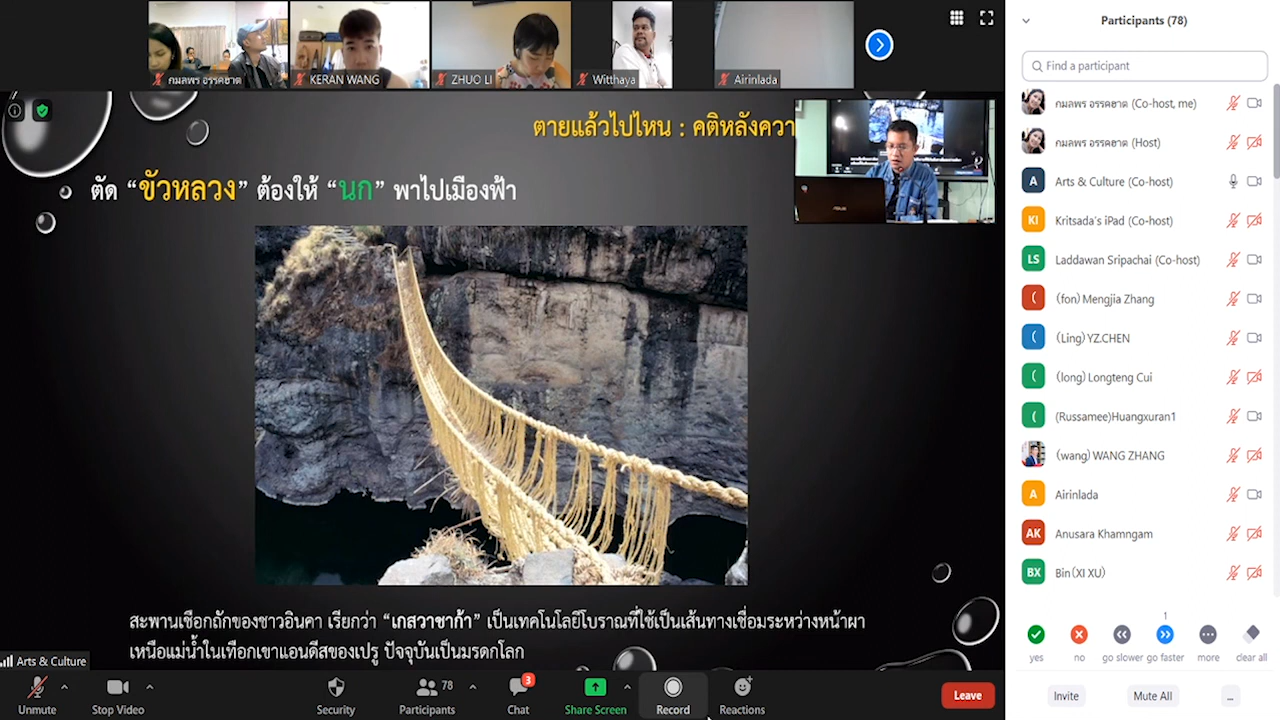 กมลพร อรรคฮาต
KERAN WANG
ZHUO LI
Witthaya
Airinlada
ตายแล้วไปไหน : คติหลังควา
ตัด “ขัวหลวง” ต้องให้ “นก” พาไปเมืองฟ้า
สะพานเชือกถักของชาวอินคา เรียกว่า “เกสวาชาก้า” เป็นเทคโนโลยีโบราณที่ใช้เป็นเส้นทางเชื่อมระหว่างหน้าผา
เหนือแม่น้ำในเทือกเขาแอนดีสของเปรู ปัจจุบันเป็นมรดกโลก
Arts & Culture
Unmute
Stop Video
Security
78
Participants
3
Chat
Share Screen
Record
Reactions
Leave
Participants (78)
Find a participant
กมลพร อรรคฮาต (Co-host, me)
กมลพร อรรคฮาต (Host)
A Arts & Culture (Co-host)
KI Kritsada's iPad (Co-host)
LS Laddawan Sripachai (Co-host)
( (fon) Mengjia Zhang
( (Ling) YZ.CHEN
( (long) Longteng Cui
( (Russamee)Huangxuran1
(wang) WANG ZHANG
A Airinlada
AK Anusara Khamngam
BX Bin(XI XU)
1
yes no go slower go faster more clear all
Invite Mute All ...